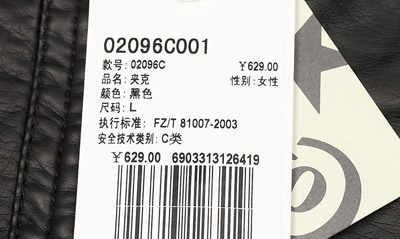 02096C001
款号: 02096C ¥629.00
品名: 夹克 性别: 女性
颜色: 黑色
尺码: L
执行标准: FZ/T 81007-2003
安全技术类别: C类
¥629.00 6903313126419